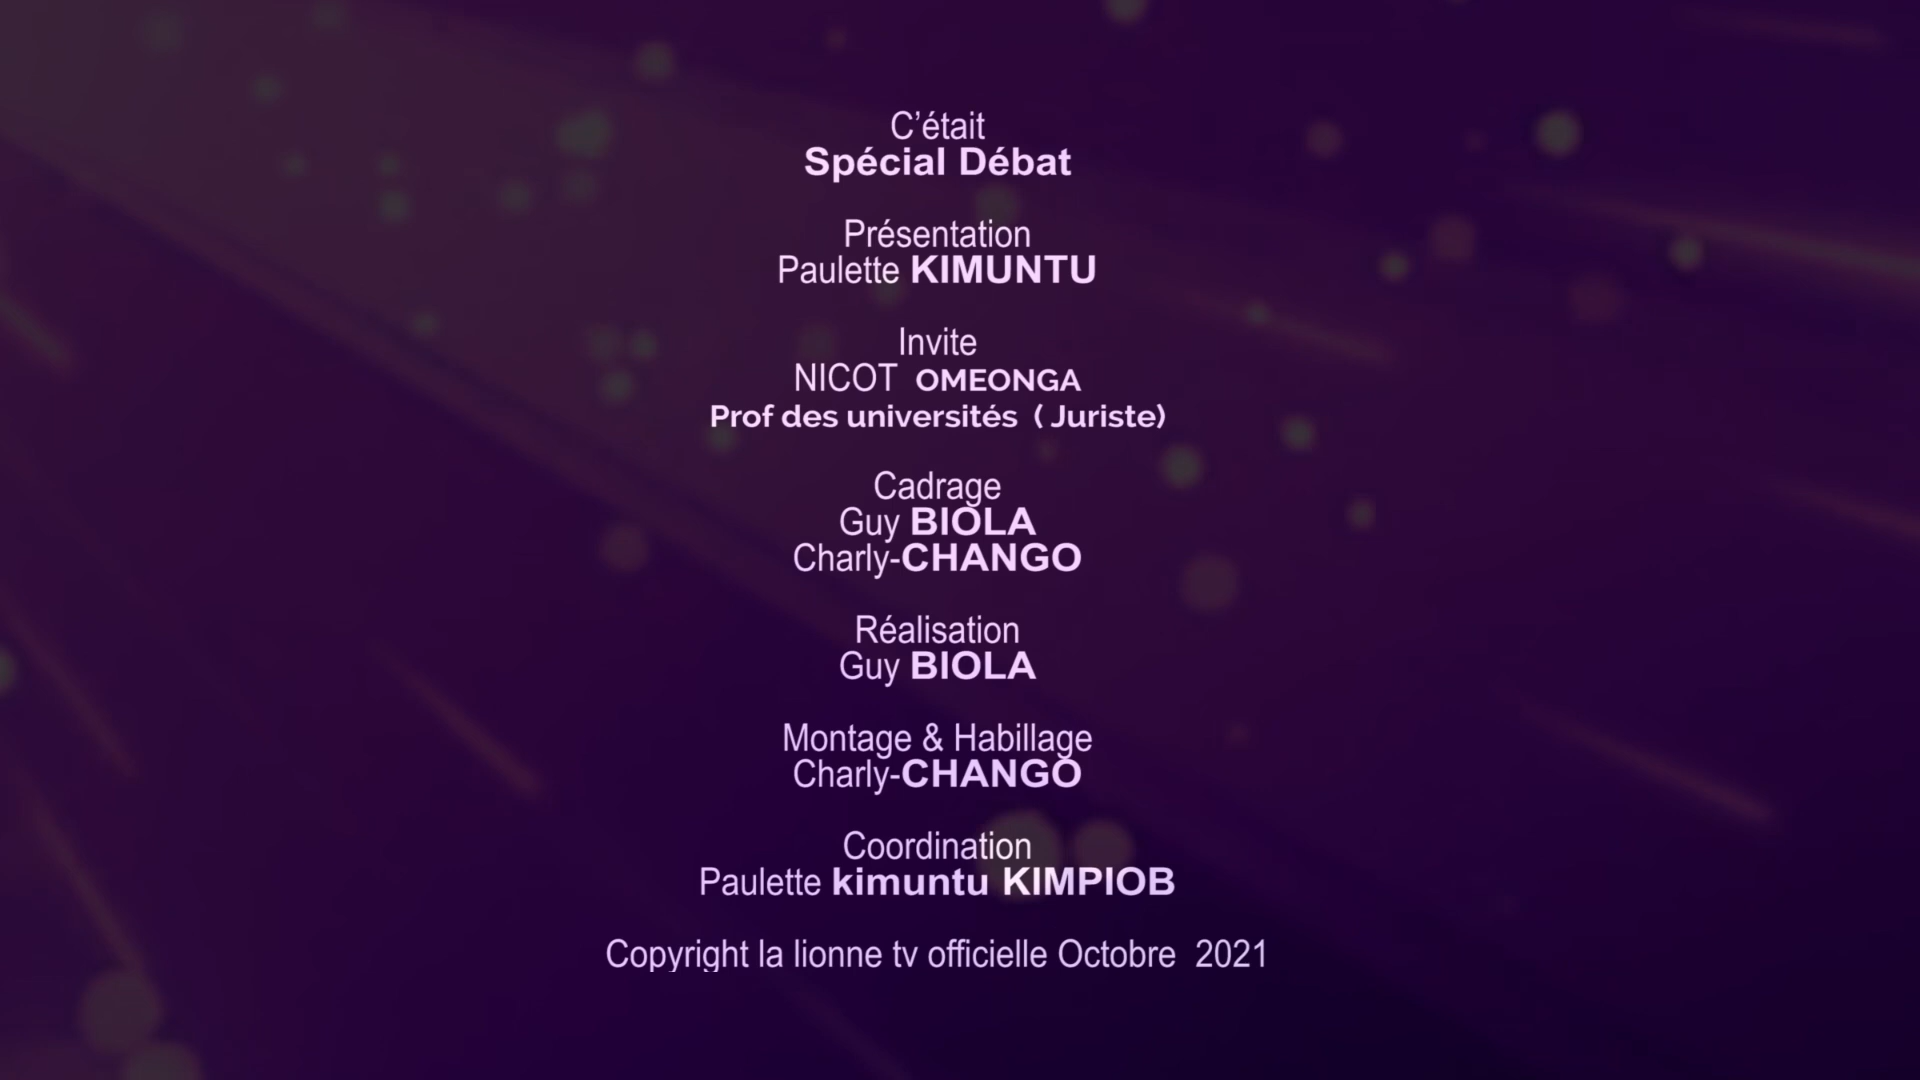 C’était
Spécial Débat
Présentation
Paulette KIMUNTU
Invite
NICOT OMEONGA
Prof des universités ( Juriste)
Cadrage
Guy BIOLA
Charly-CHANGO
Réalisation
Guy BIOLA
Montage & Habillage
Charly-CHANGO
Coordination
Paulette kimuntu KIMPIOB
Copyright la lionne tv officielle Octobre 2021